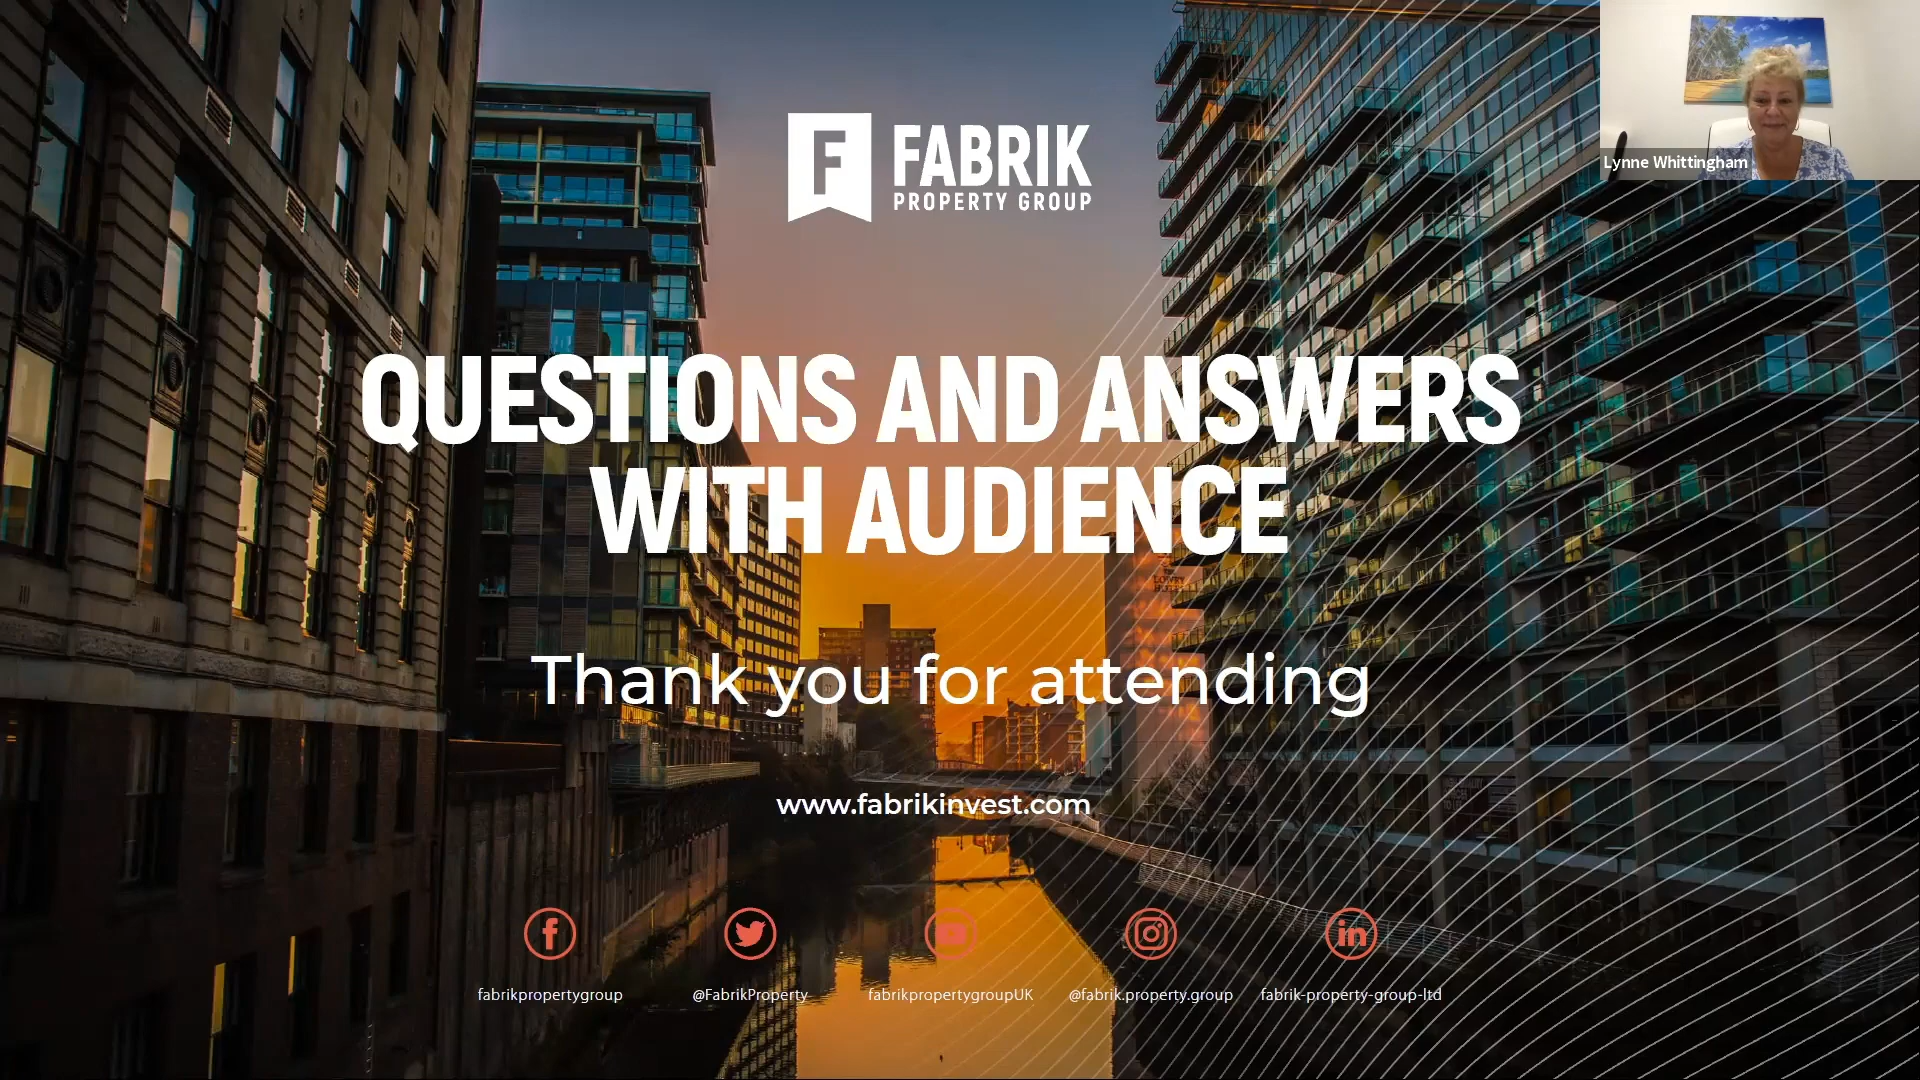 F
FABRIK
PROPERTY GROUP
Lynne Whittingham
QUESTIONS AND ANSWERS
WITH AUDIENCE
Thank you for attending
www.fabrikinvest.com
fabrikpropertygroup
@FabrikProperty
fabrikpropertygroupUK
@fabrik.property.group
fabrik-property-group-ltd